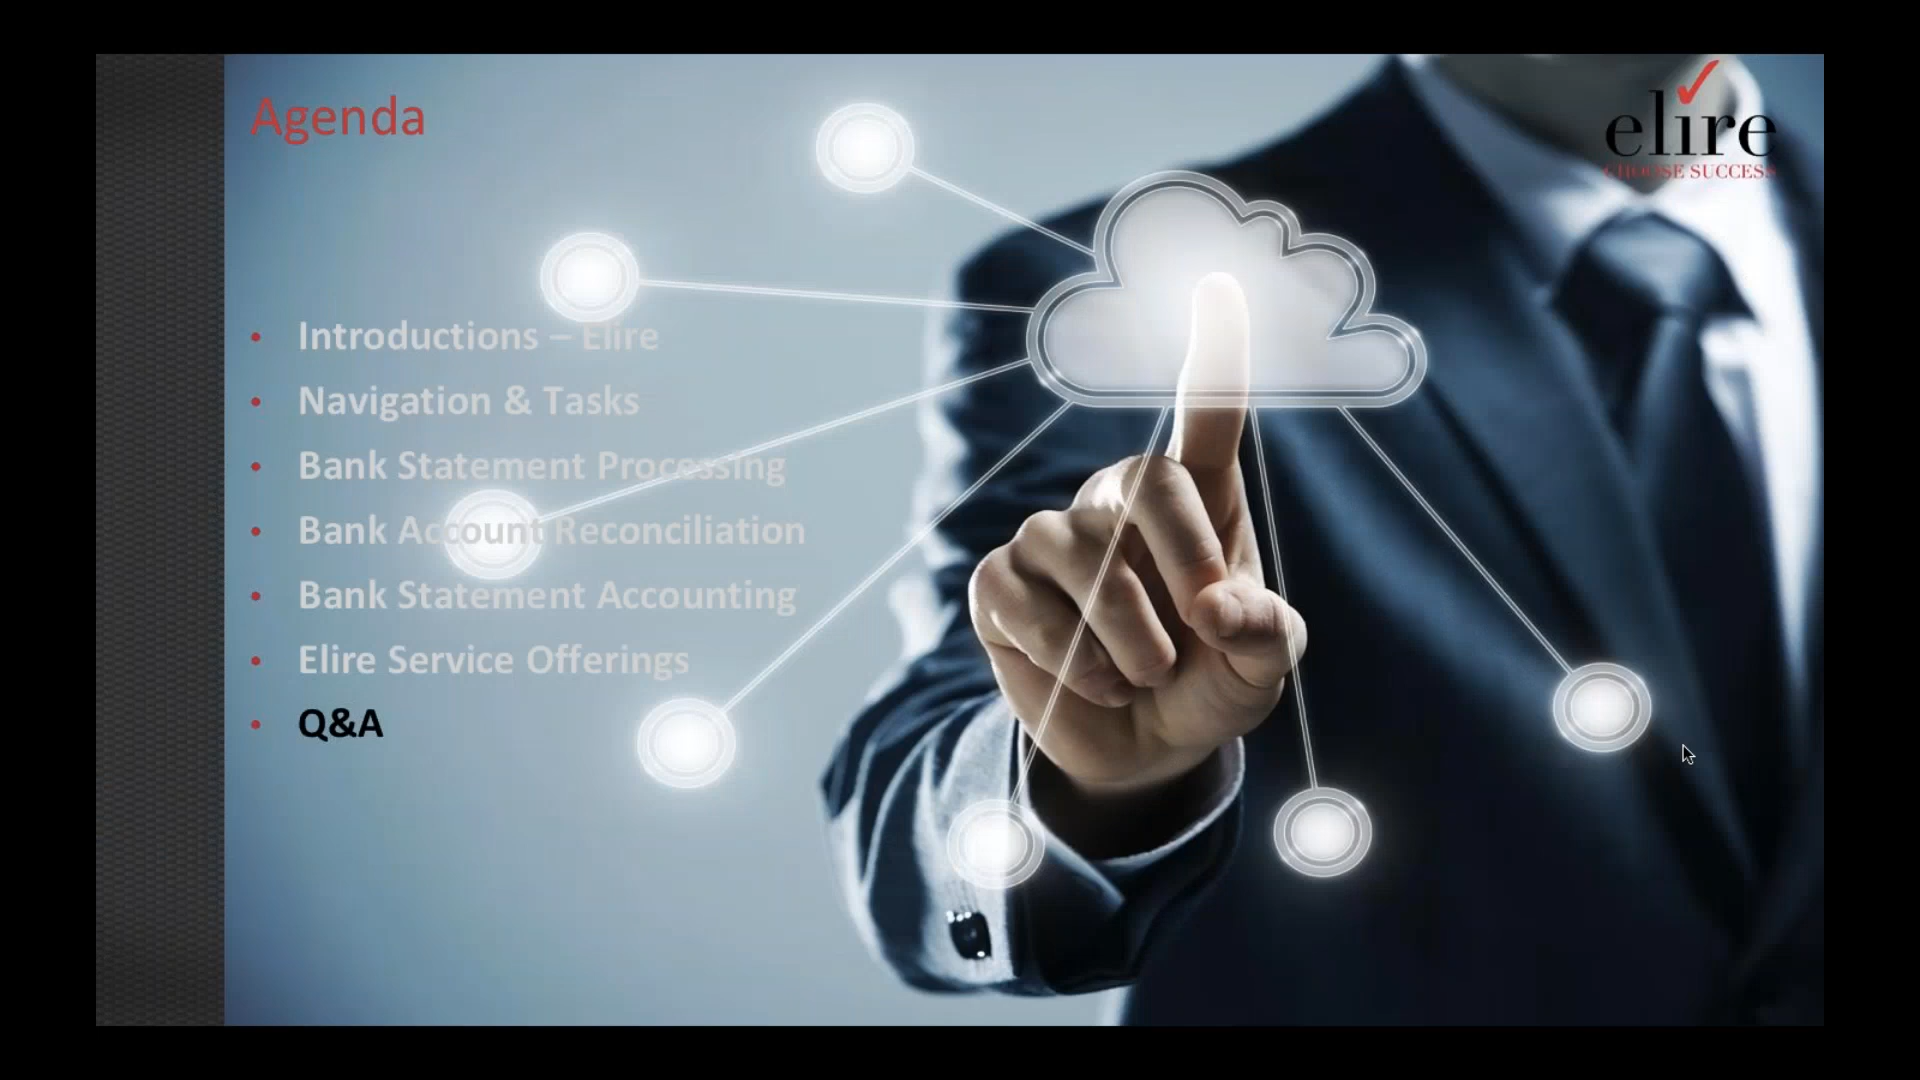 Agenda
elire
CHOOSE SUCCESS
• Introductions – Elire
• Navigation & Tasks
• Bank Statement Processing
• Bank Account Reconciliation
• Bank Statement Accounting
• Elire Service Offerings
• Q&A